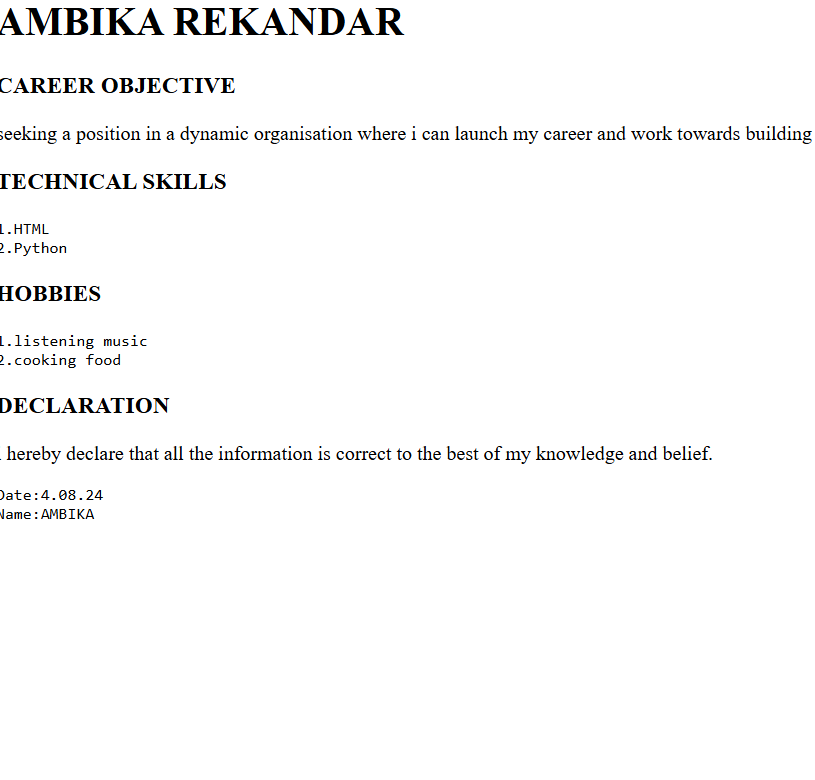 AMBIKA REKANDAR
CAREER OBJECTIVE
seeking a position in a dynamic organisation where i can launch my career and work towards building
TECHNICAL SKILLS
1.HTML
2.Python
HOBBIES
1.listening music
2.cooking food
DECLARATION
hereby declare that all the information is correct to the best of my knowledge and belief.
Date:4.08.24
Name:AMBIKA